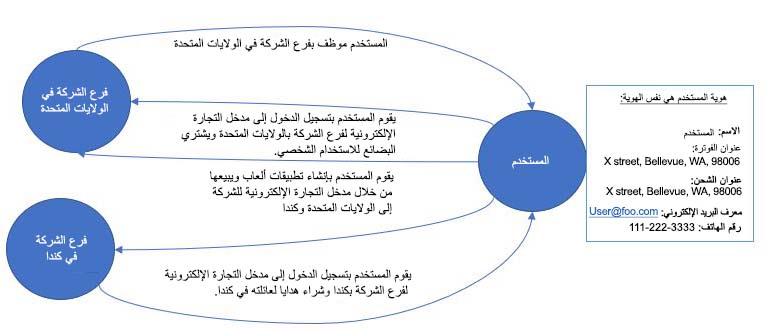 المستخدم موظف بفرع الشركة في الولايات المتحدة
فرع الشركة في
الولايات المتحدة
يقوم المستخدم بتسجيل الدخول إلى مدخل التجارة
الإلكترونية لفرع الشركة بالولايات المتحدة ويشتري
البضائع للاستخدام الشخصي.
يقوم المستخدم بإنشاء تطبيقات ألعاب ويبيعها
من خلال مدخل التجارة الإلكترونية للشركة
إلى الولايات المتحدة وكندا
فرع الشركة
في كندا
يقوم المستخدم بتسجيل الدخول إلى مدخل التجارة الإلكترونية
لفرع الشركة بكندا وشراء هدايا لعائلته في كندا.
المستخدم
هوية المستخدم هي نفس الهوية:
الاسم: المستخدم
عنوان الفوترة:
X street, Bellevue, WA, 98006
عنوان الشحن:
X street, Bellevue, WA, 98006
معرف البريد الإلكتروني: User@foo.com
رقم الهاتف: 111-222-3333